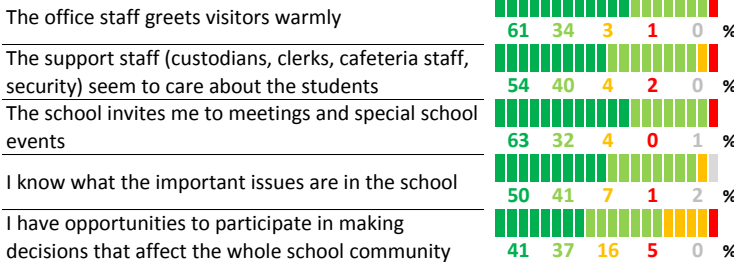 The office staff greets visitors warmly
61 34 3 1 0 %
The support staff (custodians, clerks, cafeteria staff,
security) seem to care about the students
54 40 4 2 0 %
The school invites me to meetings and special school
events
63 32 4 0 1 %
I know what the important issues are in the school
50 41 7 1 2 %
I have opportunities to participate in making
decisions that affect the whole school community
41 37 16 5 0 %